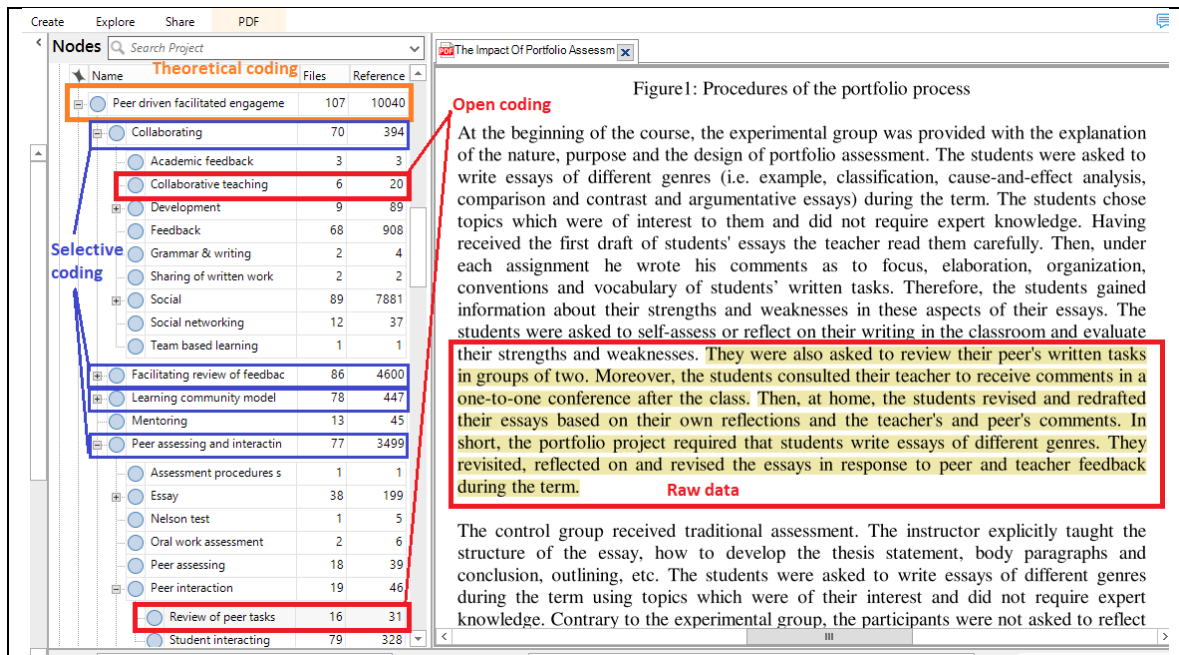 Create Explore Share PDF
Nodes Search Project
The Impact Of Portfolio Assessm
Name Theoretical coding Files Reference
Peer driven facilitated engageme 107 10040
Open coding
Collaborating 70 394
Academic feedback 3 3
Collaborative teaching 6 20
Development 9 89
Feedback 68 908
Selective coding
Grammar & writing 2 4
Sharing of written work 2 2
Social 89 7881
Social networking 12 37
Team based learning 1 1
Facilitating review of feedbac 86 4600
Learning community model 78 447
Mentoring 13 45
Peer assessing and interactin 77 3499
Assessment procedures s 1 1
Essay 38 199
Nelson test 1 5
Oral work assessment 2 6
Peer assessing 18 39
Peer interaction 19 46
Review of peer tasks 16 31
Student interacting 79 328
Figure1: Procedures of the portfolio process
At the beginning of the course, the experimental group was provided with the explanation
of the nature, purpose and the design of portfolio assessment. The students were asked to
write essays of different genres (i.e. example, classification, cause-and-effect analysis,
comparison and contrast and argumentative essays) during the term. The students chose
topics which were of interest to them and did not require expert knowledge. Having
received the first draft of students' essays the teacher read them carefully. Then, under
each assignment he wrote his comments as to focus, elaboration, organization,
conventions and vocabulary of students' written tasks. Therefore, the students gained
information about their strengths and weaknesses in these aspects of their essays. The
students were asked to self-assess or reflect on their writing in the classroom and evaluate
their strengths and weaknesses. They were also asked to review their peer's written tasks
in groups of two. Moreover, the students consulted their teacher to receive comments in a
one-to-one conference after the class. Then, at home, the students revised and redrafted
their essays based on their own reflections and the teacher's and peer's comments. In
short, the portfolio project required that students write essays of different genres. They
revisited, reflected on and revised the essays in response to peer and teacher feedback
during the term.
Raw data
The control group received traditional assessment. The instructor explicitly taught the
structure of the essay, how to develop the thesis statement, body paragraphs and
conclusion, outlining, etc. The students were asked to write essays of different genres
during the term using topics which were of their interest and did not require expert
knowledge. Contrary to the experimental group, the participants were not asked to reflect